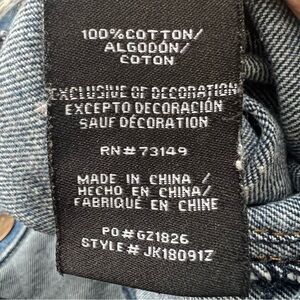 100%COTTON/
ALGODÓN/
COTON
EXCLUSIVE OF DECORATION
EXCEPTO DECORACIÓN
SAUF DÉCORATION
RN#73149
MADE IN CHINA /
HECHO EN CHINA/
FABRIQUÉ EN CHINE
PO#GZ1826
STYLE# JK18091Z